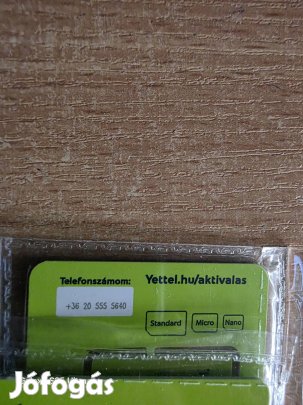 Telefonszámom:
Yettel.hu/aktivalas
+36 20 555 5640
Standard
Micro
Nano
Jófogás